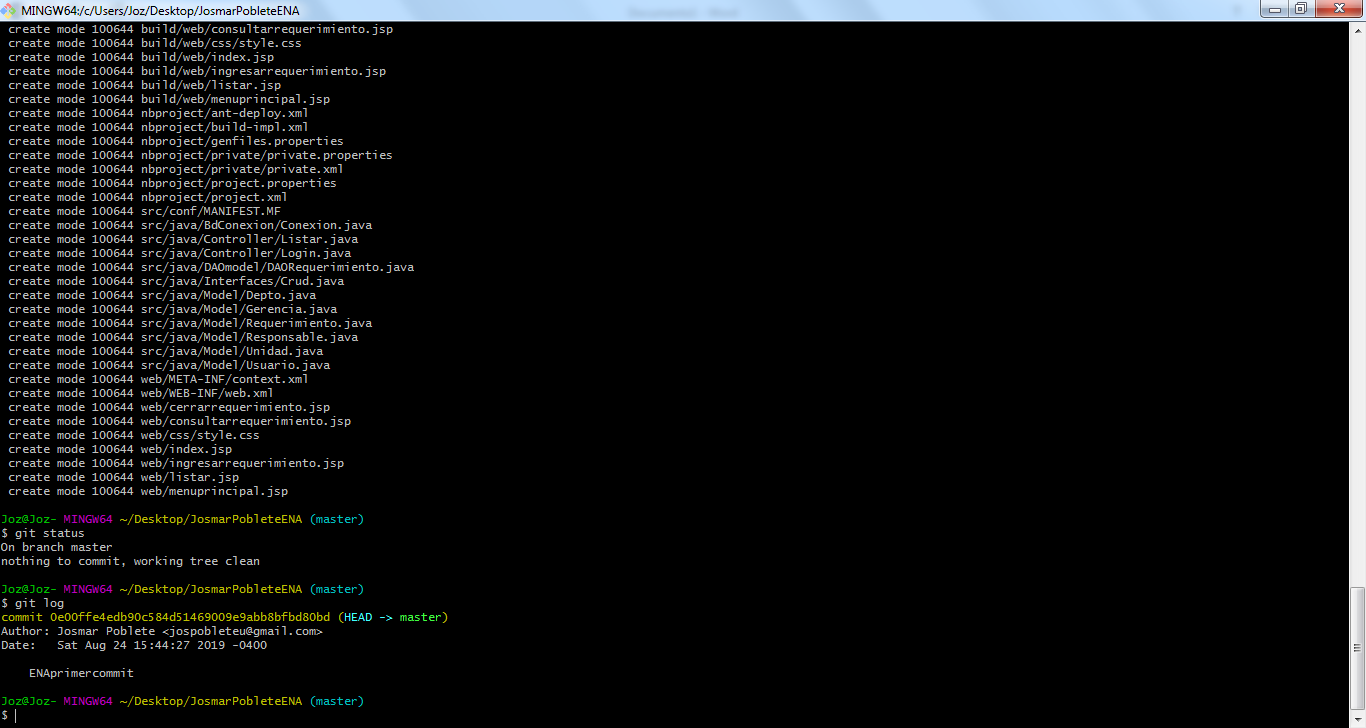 MINGW64:/c/Users/Joz/Desktop/JosmarPobleteENA
create mode 100644 build/web/consultarrequerimiento.jsp
create mode 100644 build/web/css/style.css
create mode 100644 build/web/index.jsp
create mode 100644 build/web/ingresarrequerimiento.jsp
create mode 100644 build/web/listar.jsp
create mode 100644 build/web/menuprincipal.jsp
create mode 100644 nbproject/ant-deploy.xml
create mode 100644 nbproject/build-impl.xml
create mode 100644 nbproject/genfiles.properties
create mode 100644 nbproject/private/private.properties
create mode 100644 nbproject/private/private.xml
create mode 100644 nbproject/project.properties
create mode 100644 nbproject/project.xml
create mode 100644 src/conf/MANIFEST.MF
create mode 100644 src/java/BdConexion/Conexion.java
create mode 100644 src/java/Controller/Listar.java
create mode 100644 src/java/Controller/Login.java
create mode 100644 src/java/DAOmodel/DAORequerimiento.java
create mode 100644 src/java/Interfaces/Crud.java
create mode 100644 src/java/Model/Depto.java
create mode 100644 src/java/Model/Gerencia.java
create mode 100644 src/java/Model/Requerimiento.java
create mode 100644 src/java/Model/Responsable.java
create mode 100644 src/java/Model/Unidad.java
create mode 100644 src/java/Model/Usuario.java
create mode 100644 web/META-INF/context.xml
create mode 100644 web/WEB-INF/web.xml
create mode 100644 web/cerrarrequerimiento.jsp
create mode 100644 web/consultarrequerimiento.jsp
create mode 100644 web/css/style.css
create mode 100644 web/index.jsp
create mode 100644 web/ingresarrequerimiento.jsp
create mode 100644 web/listar.jsp
create mode 100644 web/menuprincipal.jsp
Joz@Joz- MINGW64 ~/Desktop/JosmarPobleteENA (master)
$ git status
On branch master
nothing to commit, working tree clean
Joz@Joz- MINGW64 ~/Desktop/JosmarPobleteENA (master)
$ git log
commit 0e00ffe4edb90c584d51469009e9abb8bfbd80bd (HEAD -> master)
Author: Josmar Poblete <jospobleteu@gmail.com>
Date:   Sat Aug 24 15:44:27 2019 -0400
ENAprimercommit
Joz@Joz- MINGW64 ~/Desktop/JosmarPobleteENA (master)
$